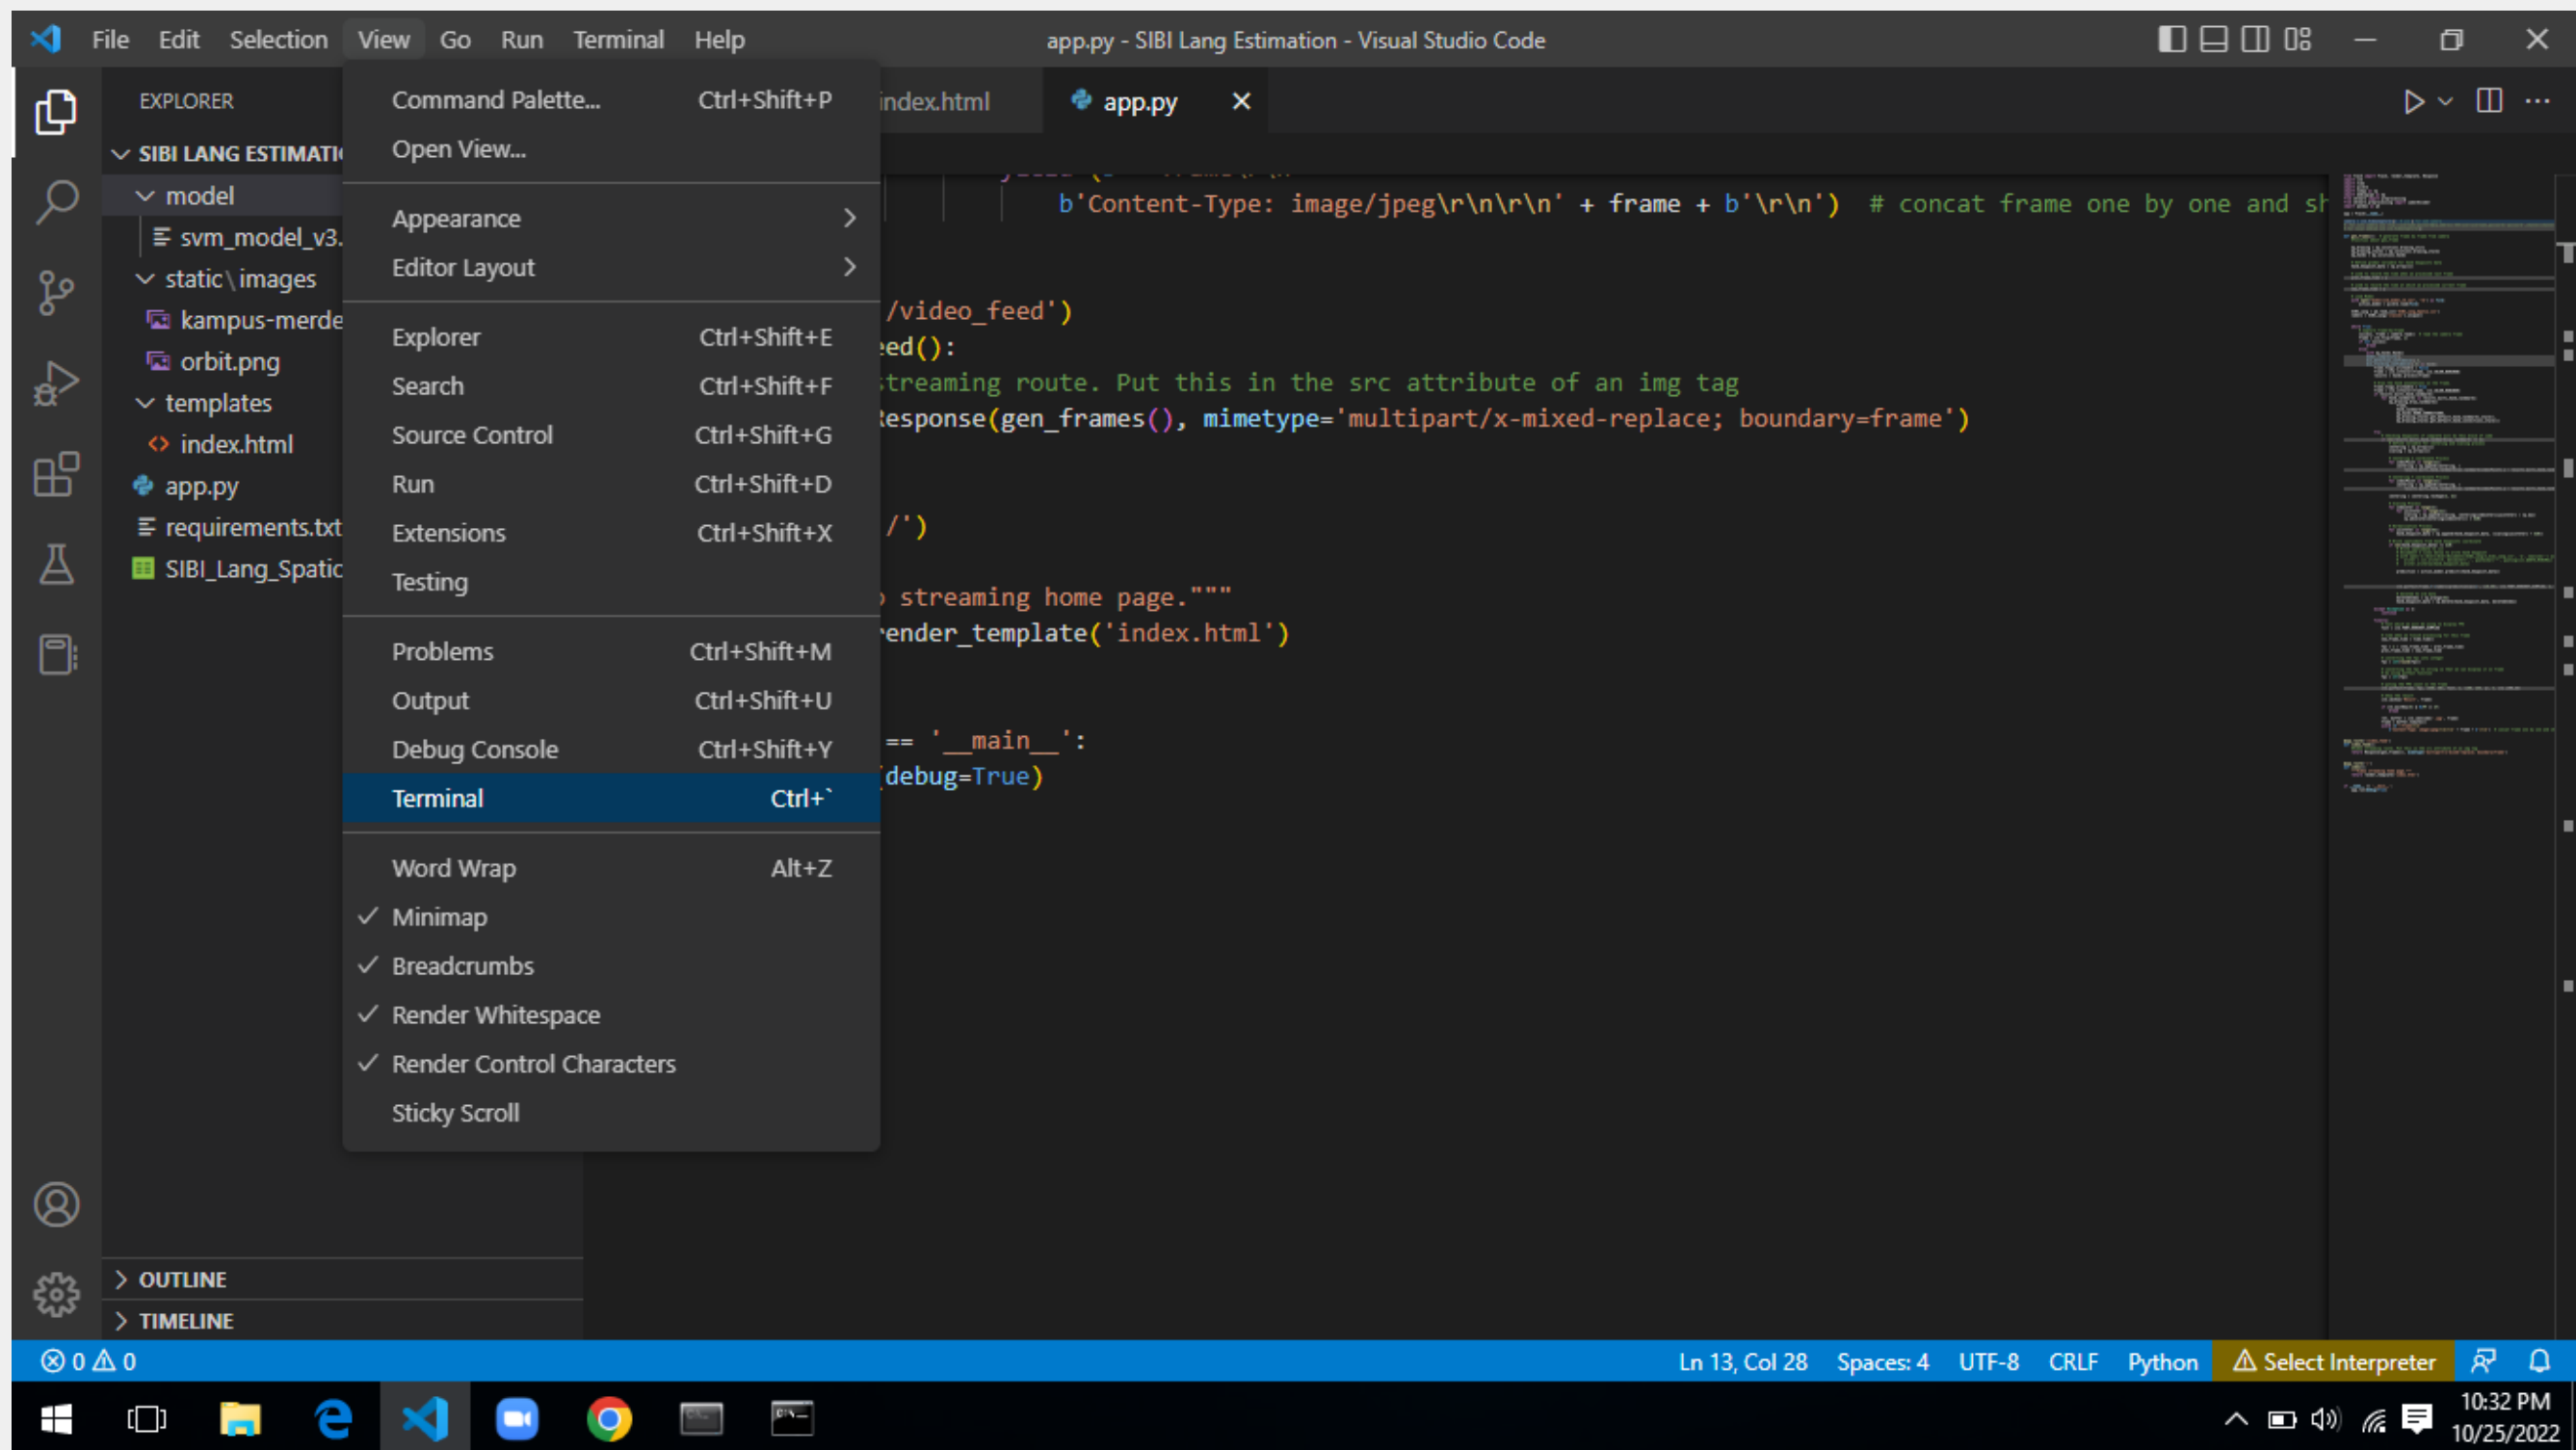 File Edit Selection View Go Run Terminal Help
app.py - SIBI Lang Estimation - Visual Studio Code
EXPLORER
SIBI LANG ESTIMATI
model
svm_model_v3.
static\images
kampus-merde
orbit.png
templates
index.html
app.py
requirements.txt
SIBI_Lang_Spatic
OUTLINE
TIMELINE
Command Palette... Ctrl+Shift+P
Open View...
Appearance
Editor Layout
Explorer Ctrl+Shift+E
Search Ctrl+Shift+F
Source Control Ctrl+Shift+G
Run Ctrl+Shift+D
Extensions Ctrl+Shift+X
Testing
Problems Ctrl+Shift+M
Output Ctrl+Shift+U
Debug Console Ctrl+Shift+Y
Terminal Ctrl+`
Word Wrap Alt+Z
Minimap
Breadcrumbs
Render Whitespace
Render Control Characters
Sticky Scroll
index.html app.py
b'Content-Type: image/jpeg\r\n\r\n' + frame + b'\r\n') # concat frame one by one and sh
/video_feed')
eed():
streaming route. Put this in the src attribute of an img tag
Response(gen_frames(), mimetype='multipart/x-mixed-replace; boundary=frame')
/')
streaming home page."""
render_template('index.html')
== '__main__':
(debug=True)
0 0
Ln 13, Col 28 Spaces: 4 UTF-8 CRLF Python Select Interpreter
10:32 PM
10/25/2022